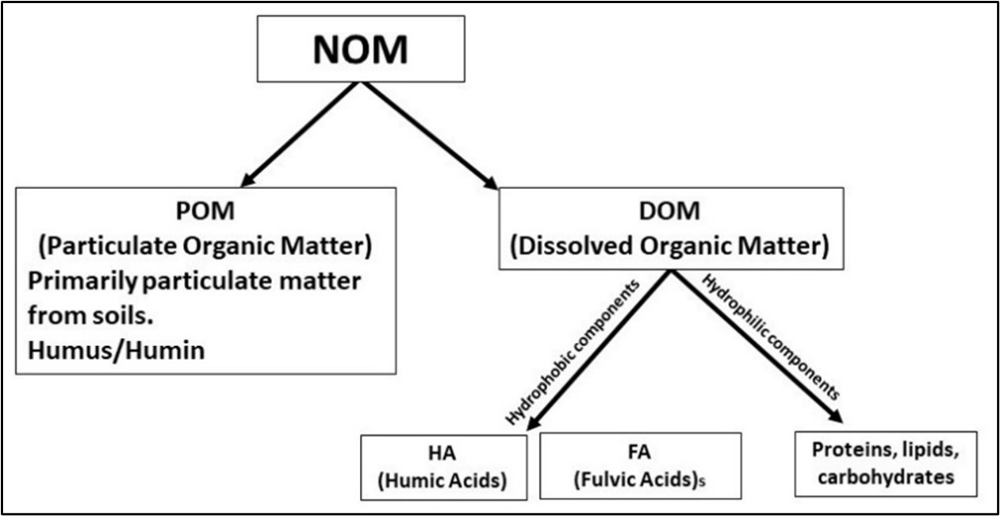 NOM
POM
(Particulate Organic Matter)
Primarily particulate matter
from soils.
Humus/Humin
DOM
(Dissolved Organic Matter)
Hydrophobic components
Hydrophilic components
HA
(Humic Acids)
FA
(Fulvic Acids)s
Proteins, lipids,
carbohydrates